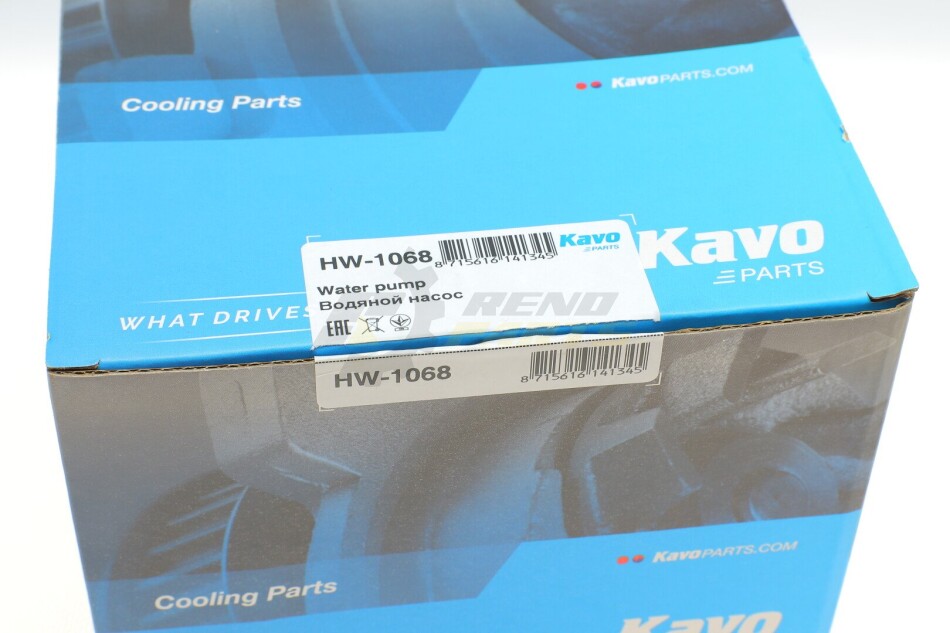 Cooling Parts
KavoPARTS.COM
Kavo
PARTS
WHAT DRIVES
HW-1068
8 715616 141345
Kavo
PARTS
Water pump
Водяной насос
EAC
RENO
HW-1068
8 715616 141345
KavoPARTS.COM
Cooling Parts
Kavo